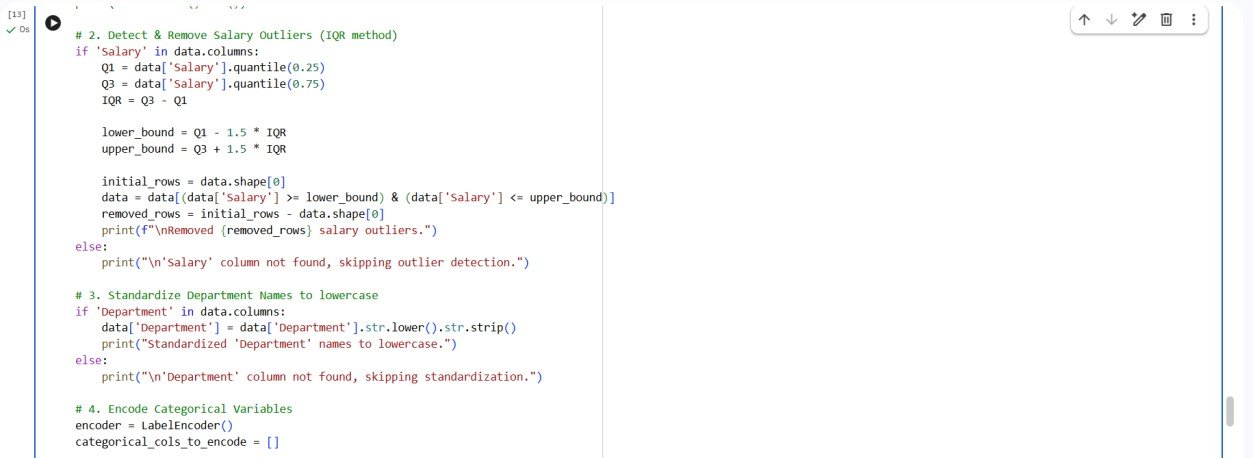 [13]
0s
# 2. Detect & Remove Salary Outliers (IQR method)
if 'Salary' in data.columns:
    Q1 = data['Salary'].quantile(0.25)
    Q3 = data['Salary'].quantile(0.75)
    IQR = Q3 - Q1

    lower_bound = Q1 - 1.5 * IQR
    upper_bound = Q3 + 1.5 * IQR

    initial_rows = data.shape[0]
    data = data[(data['Salary'] >= lower_bound) & (data['Salary'] <= upper_bound)]
    removed_rows = initial_rows - data.shape[0]
    print(f"\nRemoved {removed_rows} salary outliers.")
else:
    print("\n'Salary' column not found, skipping outlier detection.")

# 3. Standardize Department Names to lowercase
if 'Department' in data.columns:
    data['Department'] = data['Department'].str.lower().str.strip()
    print("Standardized 'Department' names to lowercase.")
else:
    print("\n'Department' column not found, skipping standardization.")

# 4. Encode Categorical Variables
encoder = LabelEncoder()
categorical_cols_to_encode = []